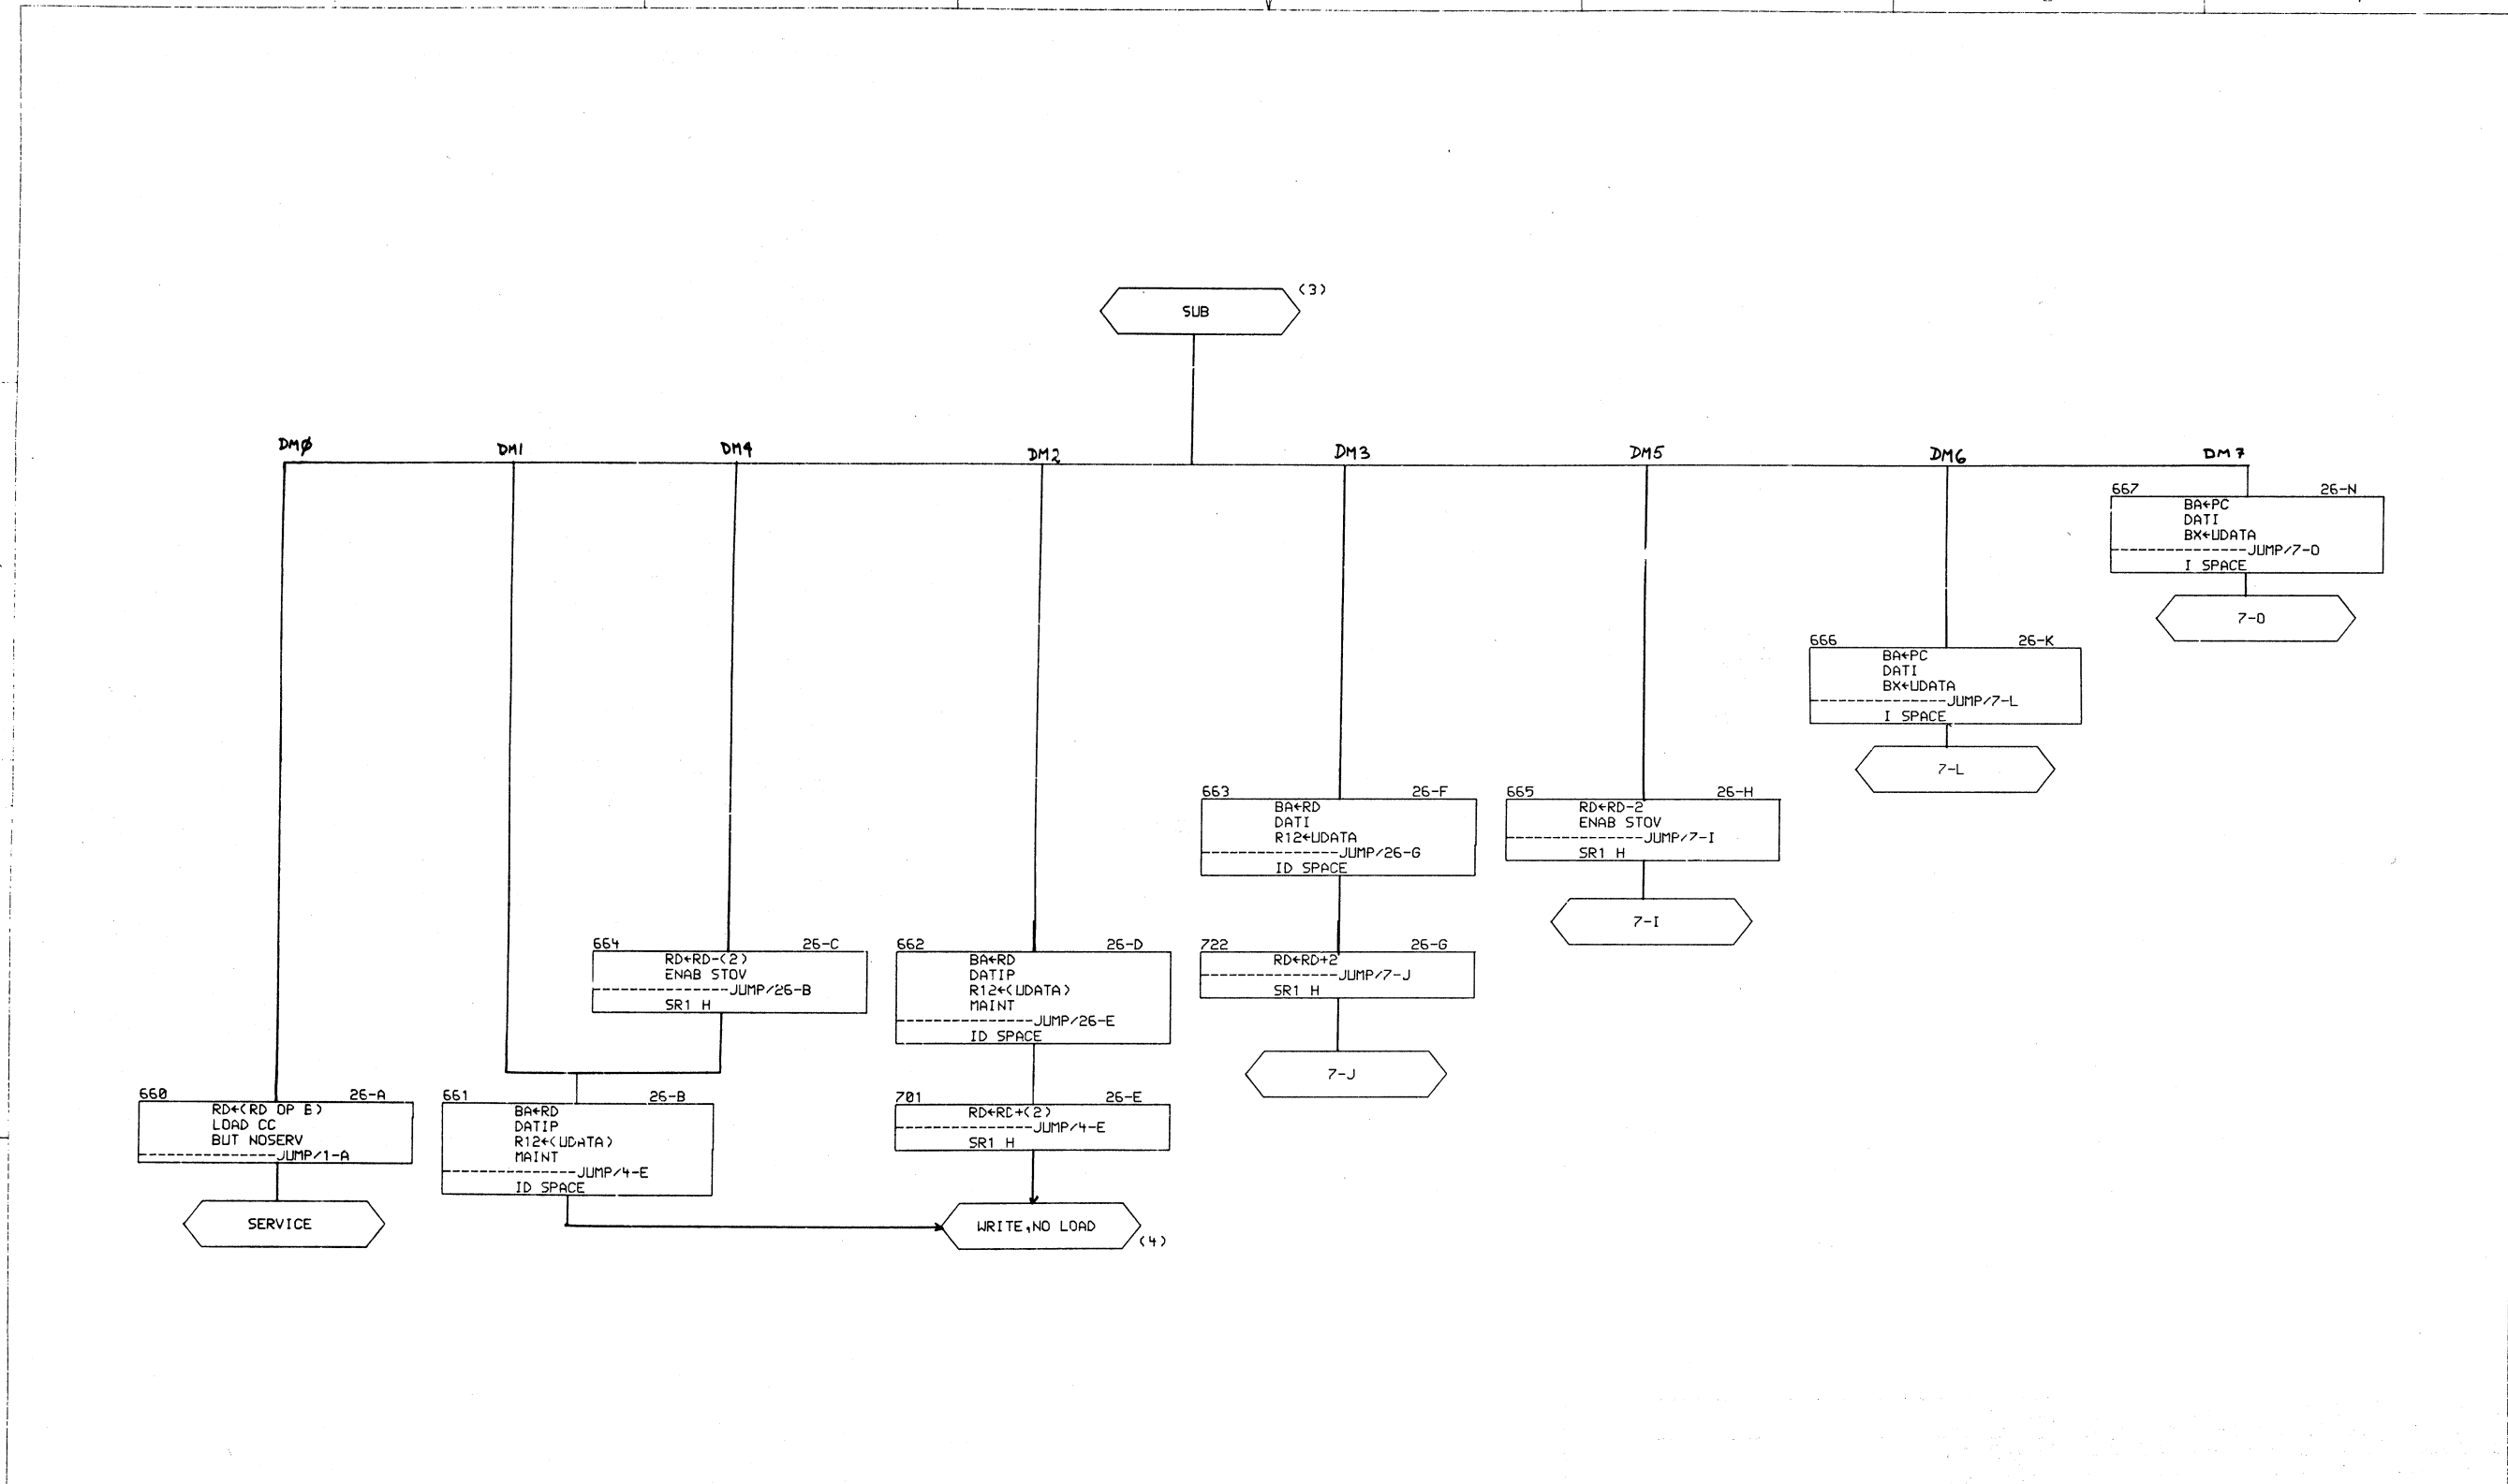 (3)
SUB
DMØ
DM1
DM4
DM2
DM3
DM5
DM6
DM7
667 26-N
BA←PC
DATI
BX←UDATA
----------------JUMP/7-O
I SPACE
7-O
666 26-K
BA←PC
DATI
BX←UDATA
----------------JUMP/7-L
I SPACE
7-L
663 26-F
BA←RD
DATI
R12←UDATA
----------------JUMP/26-G
ID SPACE
665 26-H
RD←RD-2
ENAB STOV
----------------JUMP/7-I
SR1 H
7-I
664 26-C
RD←RD-(2)
ENAB STOV
----------------JUMP/26-B
SR1 H
662 26-D
BA←RD
DATIP
R12←(UDATA)
MAINT
----------------JUMP/26-E
ID SPACE
722 26-G
RD←RD+2
----------------JUMP/7-J
SR1 H
7-J
660 26-A
RD←(RD OP B)
LOAD CC
BUT NOSERV
----------------JUMP/1-A
SERVICE
661 26-B
BA←RD
DATIP
R12←(UDATA)
MAINT
----------------JUMP/4-E
ID SPACE
701 26-E
RD←RD+(2)
----------------JUMP/4-E
SR1 H
WRITE,NO LOAD
(4)